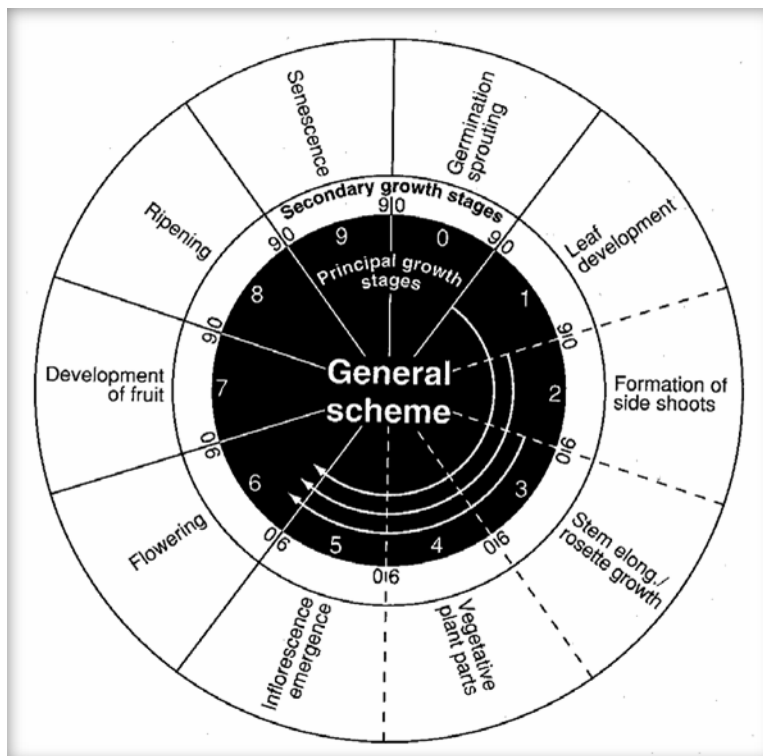 Senescence
Germination
sprouting
Leaf
development
Formation of
side shoots
Stem elong./
rosette growth
Vegetative
plant parts
Inflorescence
emergence
Flowering
Development
of fruit
Ripening
Secondary growth stages
9|0
9|0
9|0
9|0
9|0
9|0
9|0
9|0
9|0
9|0
Principal growth
stages
0
1
2
3
4
5
6
7
8
9
General
scheme